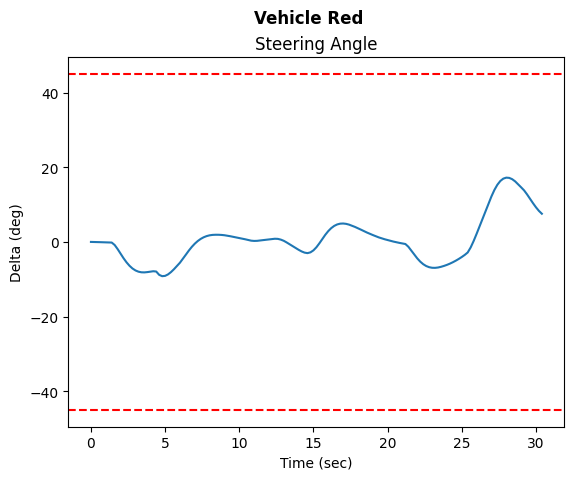 Vehicle Red
Steering Angle
40
20
0
−20
−40
Delta (deg)
0 5 10 15 20 25 30
Time (sec)